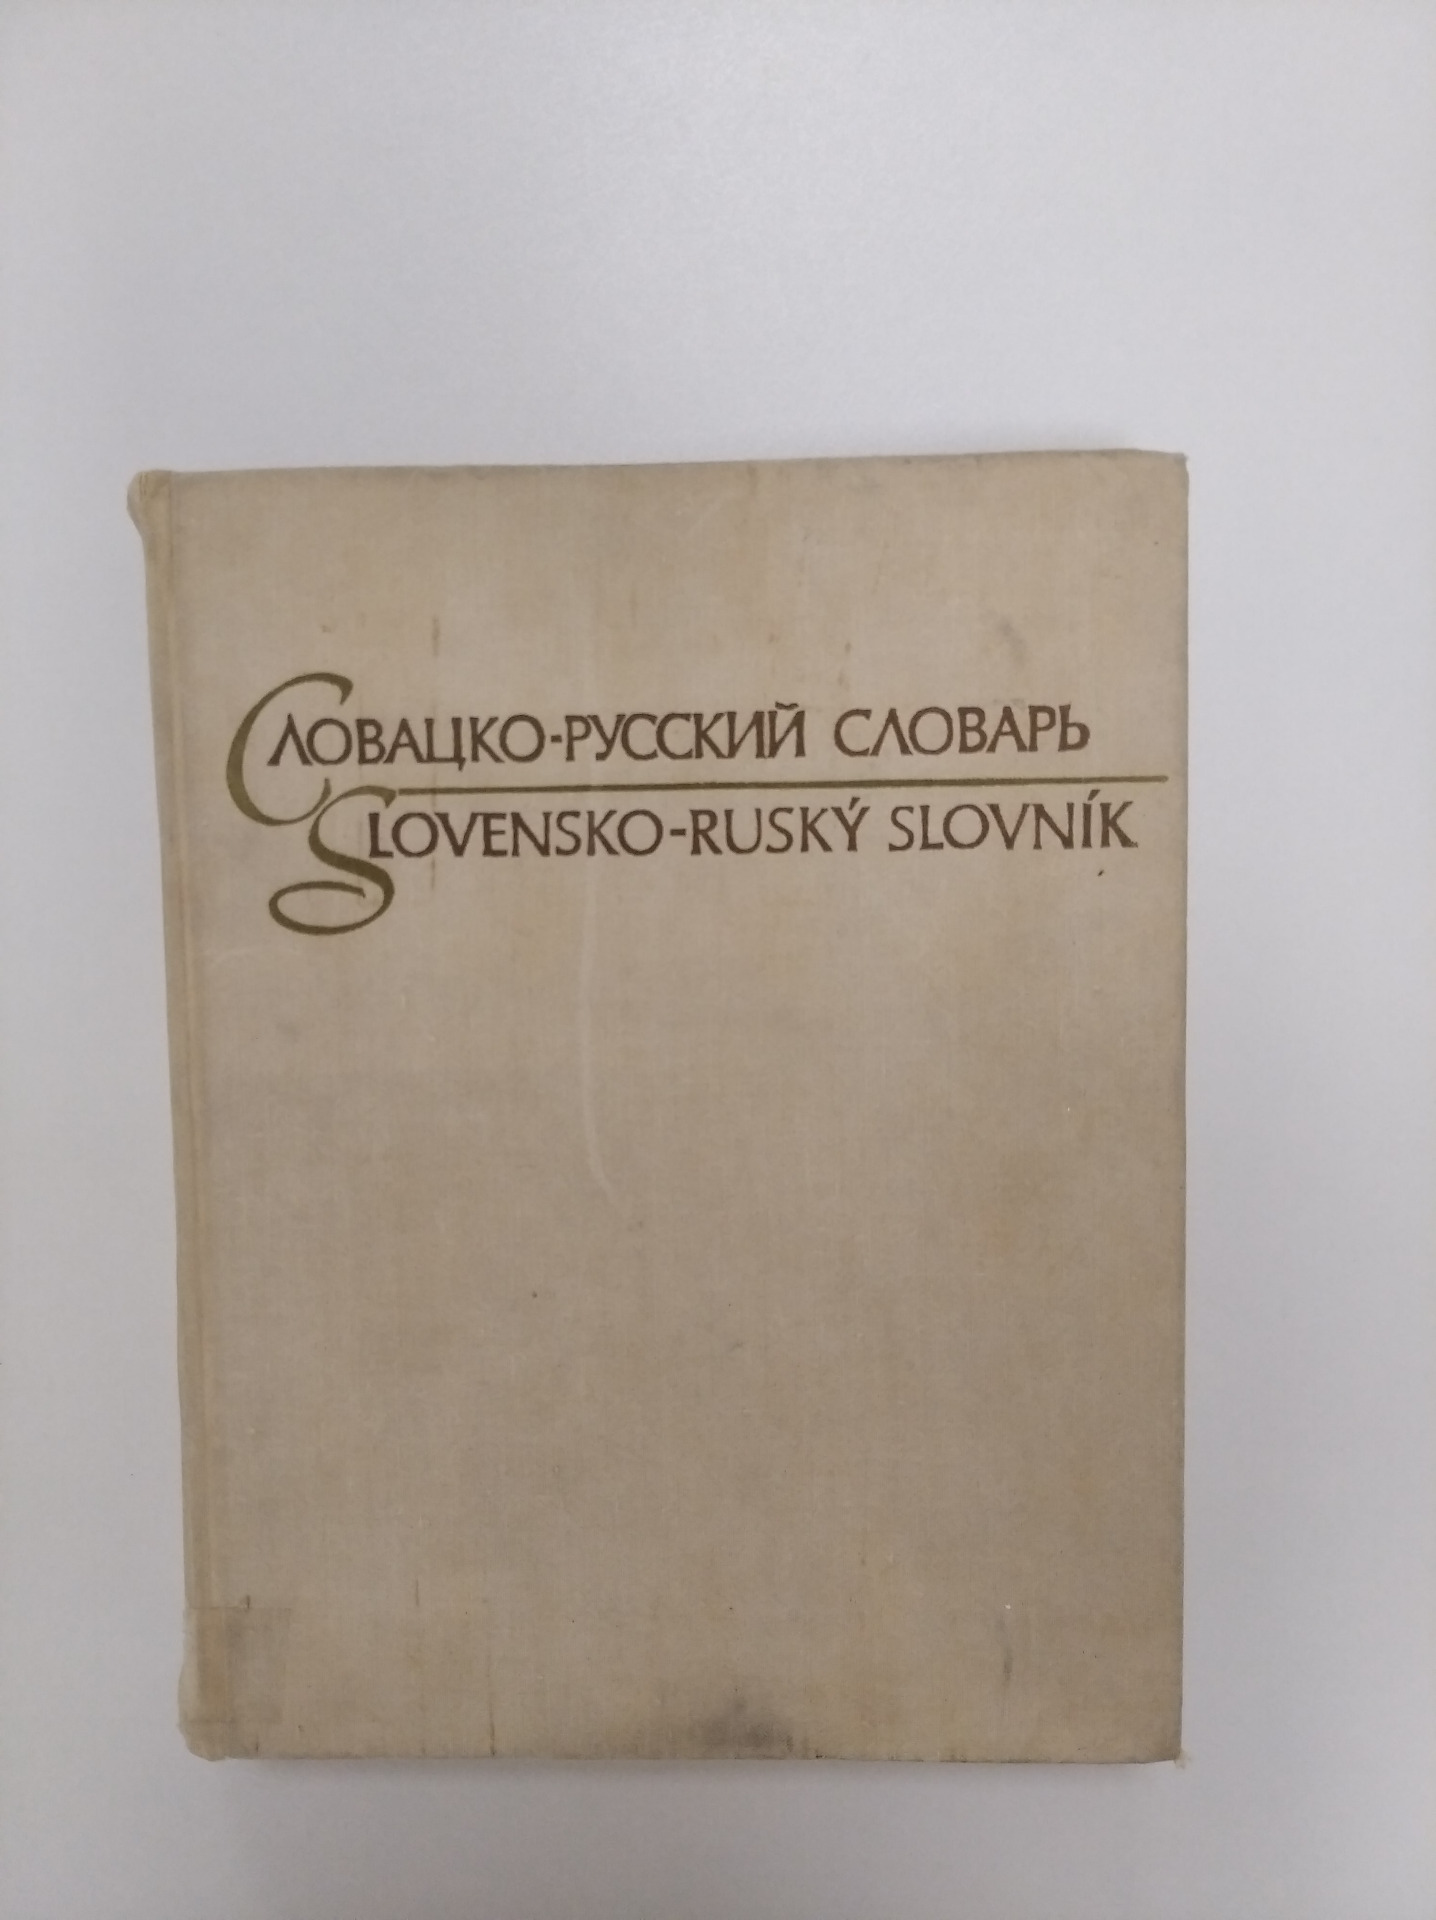 СЛОВАЦКО-РУССКИЙ СЛОВАРЬ
SLOVENSKO-RUSKÝ SLOVNÍK